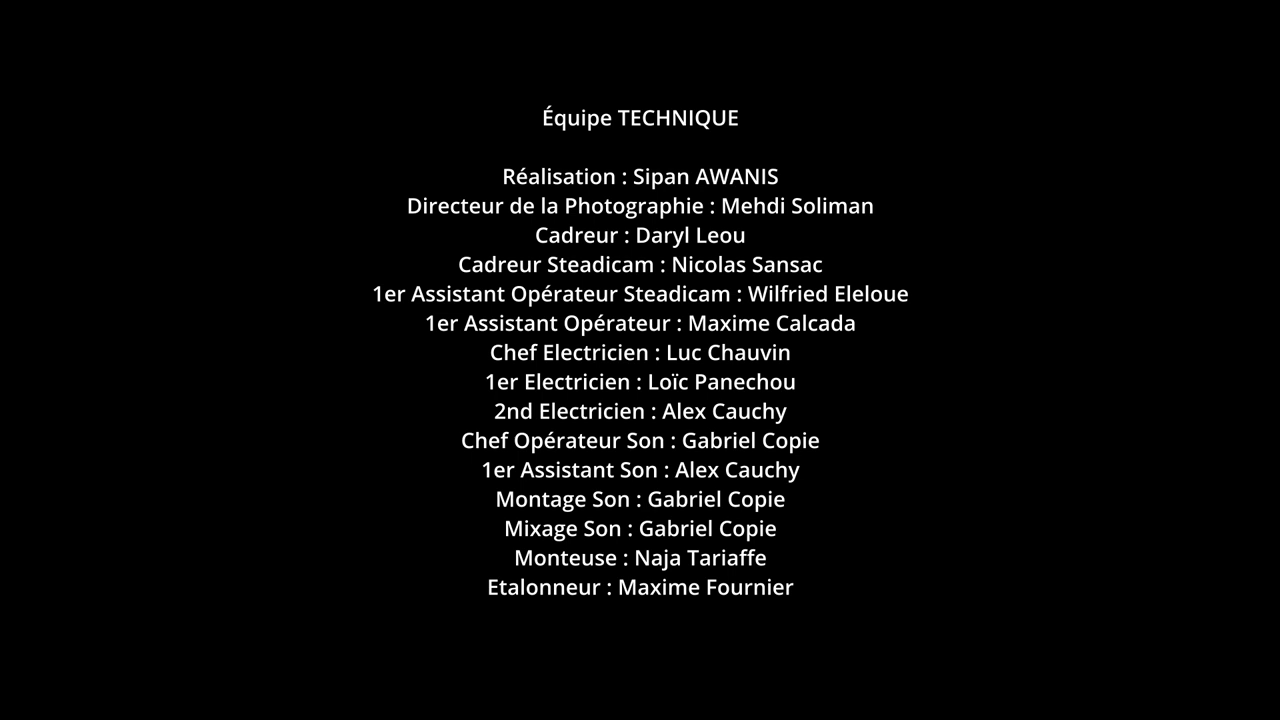 Équipe TECHNIQUE
Réalisation : Sipan AWANIS
Directeur de la Photographie : Mehdi Soliman
Cadreur : Daryl Leou
Cadreur Steadicam : Nicolas Sansac
1er Assistant Opérateur Steadicam : Wilfried Eleloue
1er Assistant Opérateur : Maxime Calcada
Chef Electricien : Luc Chauvin
1er Electricien : Loïc Panechou
2nd Electricien : Alex Cauchy
Chef Opérateur Son : Gabriel Copie
1er Assistant Son : Alex Cauchy
Montage Son : Gabriel Copie
Mixage Son : Gabriel Copie
Monteuse : Naja Tariaffe
Etalonneur : Maxime Fournier